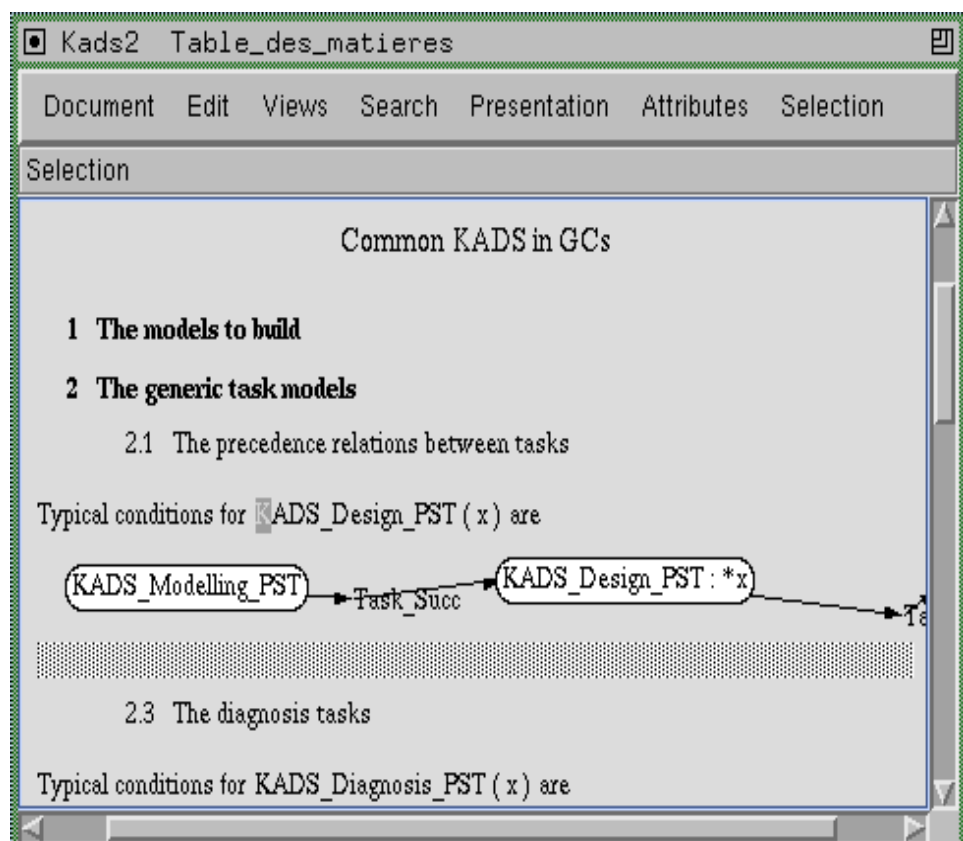 Kads2 Table_des_matieres
Document Edit Views Search Presentation Attributes Selection
Selection
Common KADS in GCs
1 The models to build
2 The generic task models
2.1 The precedence relations between tasks
Typical conditions for KADS_Design_PST ( x ) are
KADS_Modelling_PST Task_Succ KADS_Design_PST : *x
2.3 The diagnosis tasks
Typical conditions for KADS_Diagnosis_PST ( x ) are